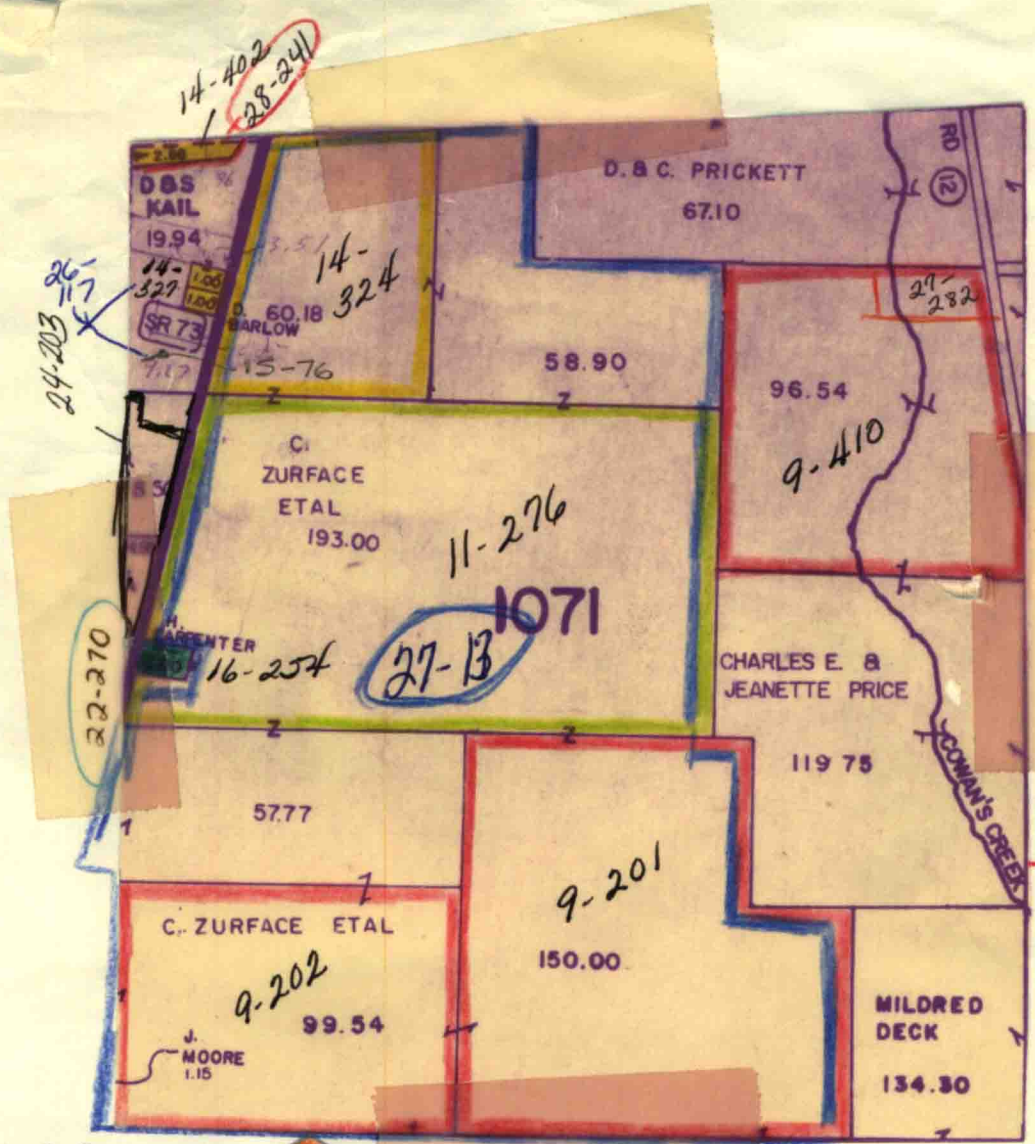 14-402
28-241
2.00
D&S
KAIL
19.94
14-
327
1.00
1.00
SR 73
26-
117
24-203
D. 60.18
BARLOW
14-
324
15-76
D. & C. PRICKETT
67.10
RD 12
58.90
27-
282
96.54
9-410
C.
ZURFACE
ETAL
193.00
11-276
1071
27-13
H.
CARPENTER
16-254
22-270
CHARLES E. &
JEANETTE PRICE
119 75
COWAN'S CREEK
57.77
9-201
150.00
C. ZURFACE ETAL
9-202
99.54
J.
MOORE
1.15
MILDRED
DECK
134.30